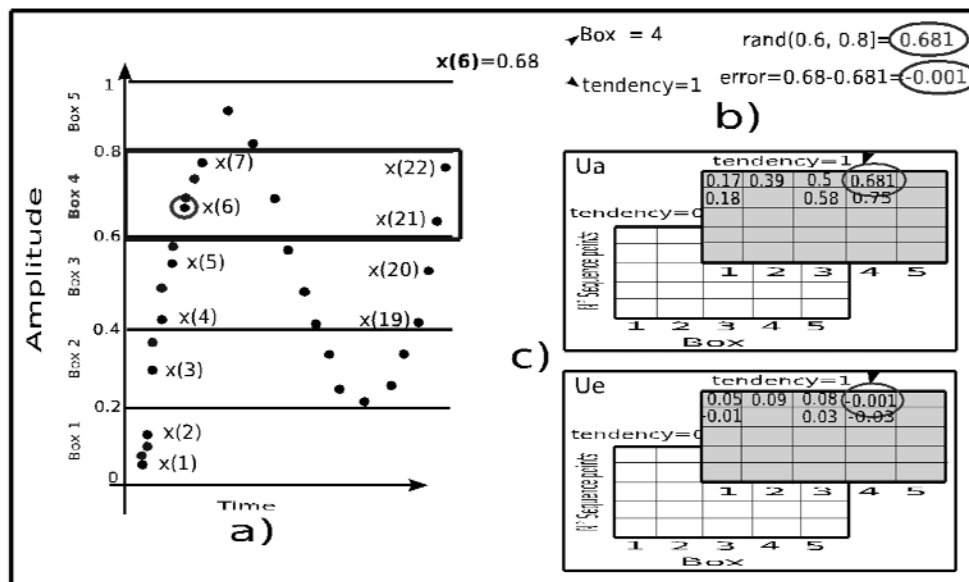 x(6)=0.68
Amplitude
1
0.8
0.6
0.4
0.2
0
Box 5
Box 4
Box 3
Box 2
Box 1
x(7)
x(6)
x(5)
x(4)
x(3)
x(2)
x(1)
x(22)
x(21)
x(20)
x(19)
Time
a)
Box = 4
rand(0.6, 0.8]= 0.681
tendency=1
error=0.68-0.681= -0.001
b)
c)
Ua
tendency=1
0.17 0.39 0.5 0.681
0.18 0.58 0.75
tendency=0
N° Sequence points
1 2 3 4 5
1 2 3 4 5
Box
Ue
tendency=1
0.05 0.09 0.08 -0.001
-0.01 0.03 -0.03
tendency=0
N° Sequence points
1 2 3 4 5
1 2 3 4 5
Box